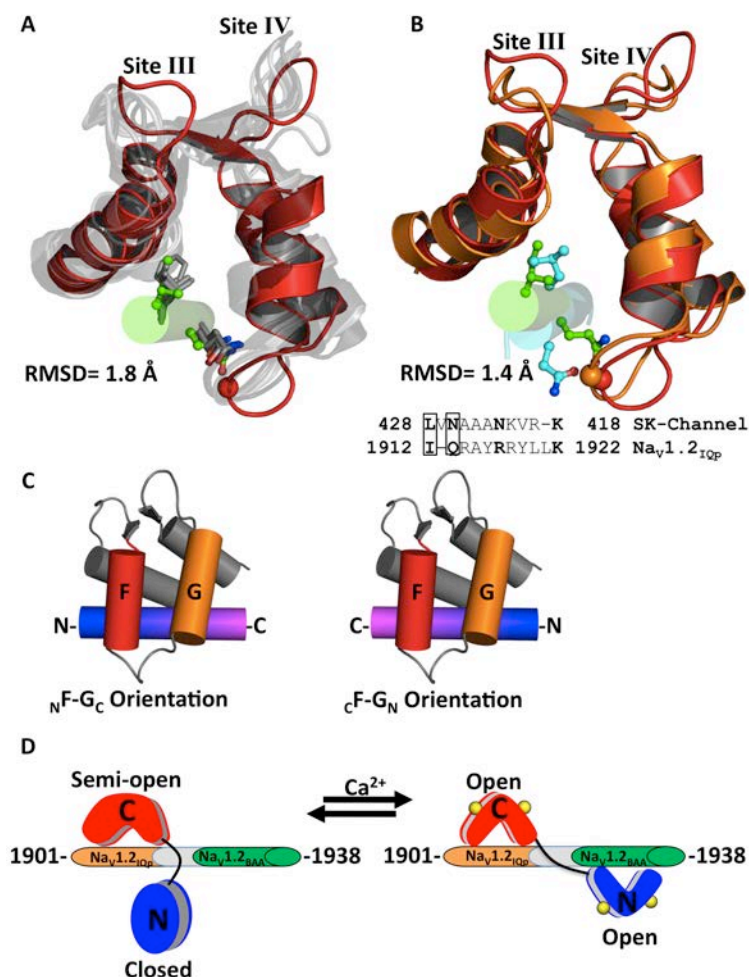 A
Site III
Site IV
RMSD= 1.8 Å
B
Site III
Site IV
RMSD= 1.4 Å
428 LVNAAANKVR-K 418 SK-Channel
1912 I-QRAYRRYLLK 1922 NaV1.2IQp
C
F
G
N-
-C
NF-GC Orientation
F
G
C-
-N
CF-GN Orientation
D
Semi-open
C
1901-
NaV1.2IQp
NaV1.2BAA
-1938
N
Closed
Ca2+
Open
C
1901-
NaV1.2IQp
NaV1.2BAA
-1938
N
Open